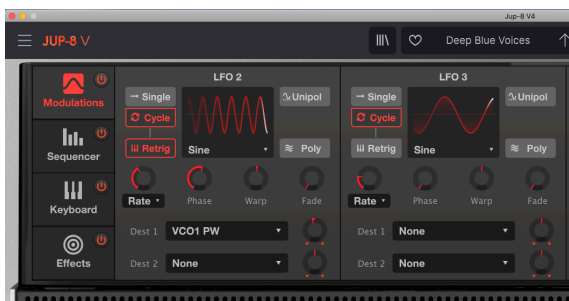 Jup-8 V4
JUP-8 V
Deep Blue Voices
Modulations
Sequencer
Keyboard
Effects
LFO 2
Single
Unipol
Cycle
Retrig
Sine
Poly
Rate
Phase
Warp
Fade
Dest 1
VCO1 PW
Dest 2
None
LFO 3
Single
Unipol
Cycle
Retrig
Sine
Poly
Rate
Phase
Warp
Fade
Dest 1
None
Dest 2
None